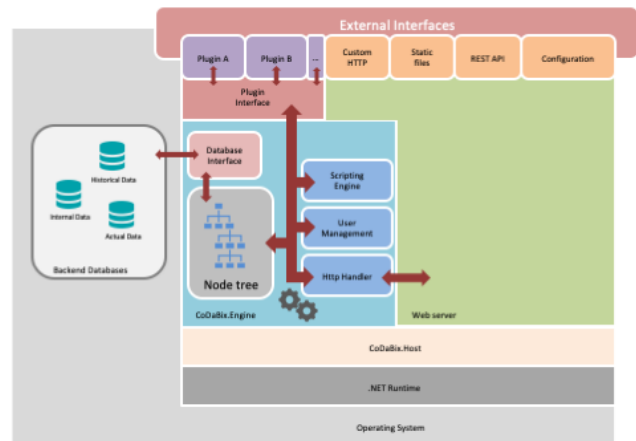 External Interfaces
Plugin A
Plugin B
...
Custom
HTTP
Static
files
REST API
Configuration
Plugin
Interface
Database
Interface
Historical Data
Internal Data
Actual Data
Backend Databases
Scripting
Engine
User
Management
Node tree
Http Handler
CoDaBix.Engine
Web server
CoDaBix.Host
.NET Runtime
Operating System